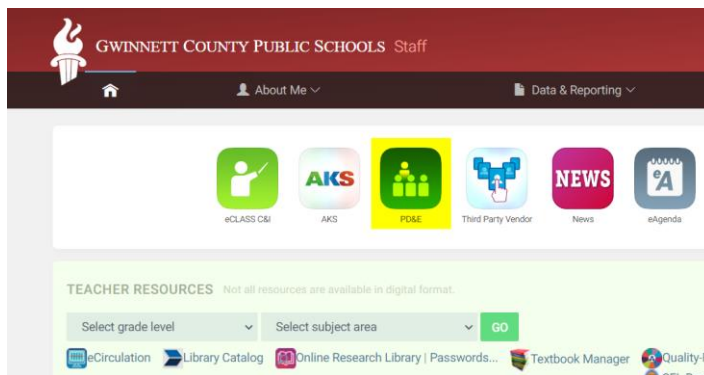 GWINNETT COUNTY PUBLIC SCHOOLS Staff
About Me
Data & Reporting
AKS
NEWS
eA
eCLASS C&I
AKS
PD&E
Third Party Vendor
News
eAgenda
TEACHER RESOURCES Not all resources are available in digital format.
Select grade level
Select subject area
GO
eCirculation
Library Catalog
Online Research Library | Passwords...
Textbook Manager